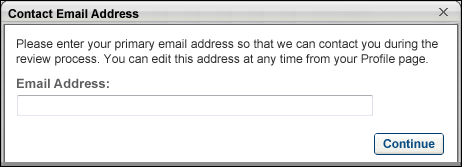 Contact Email Address
Please enter your primary email address so that we can contact you during the
review process. You can edit this address at any time from your Profile page.
Email Address:
Continue